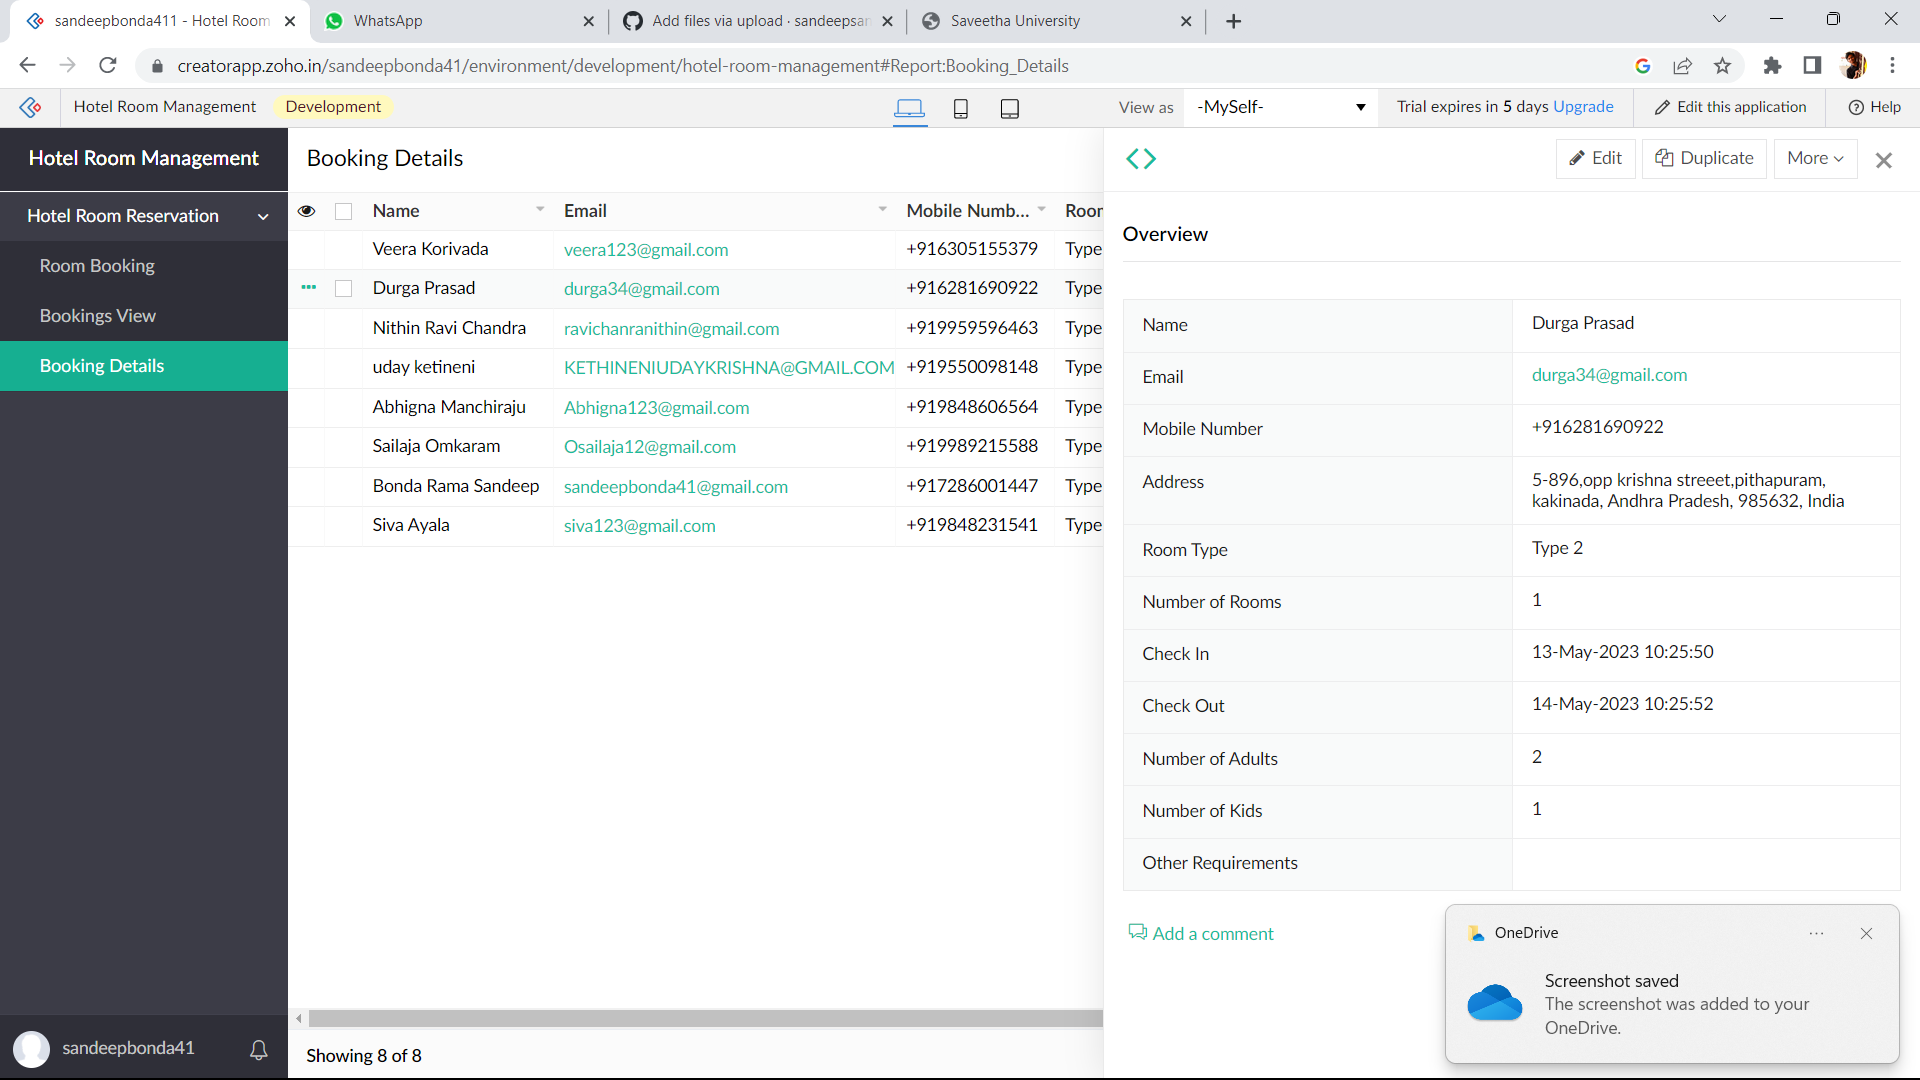 sandeepbonda411 - Hotel Room
WhatsApp
Add files via upload · sandeepsan
Saveetha University
creatorapp.zoho.in/sandeepbonda41/environment/development/hotel-room-management#Report:Booking_Details
Hotel Room Management
Development
View as
-MySelf-
Trial expires in 5 days Upgrade
Edit this application
Help
Hotel Room Management
Hotel Room Reservation
Room Booking
Bookings View
Booking Details
sandeepbonda41
Booking Details
Name Email Mobile Numb... Roor
Veera Korivada veera123@gmail.com +916305155379 Type
Durga Prasad durga34@gmail.com +916281690922 Type
Nithin Ravi Chandra ravichanranithin@gmail.com +919959596463 Type
uday ketineni KETHINENIUDAYKRISHNA@GMAIL.COM +919550098148 Type
Abhigna Manchiraju Abhigna123@gmail.com +919848606564 Type
Sailaja Omkaram Osailaja12@gmail.com +919989215588 Type
Bonda Rama Sandeep sandeepbonda41@gmail.com +917286001447 Type
Siva Ayala siva123@gmail.com +919848231541 Type
Showing 8 of 8
Edit
Duplicate
More
Overview
Name Durga Prasad
Email durga34@gmail.com
Mobile Number +916281690922
Address 5-896,opp krishna streeet,pithapuram,
kakinada, Andhra Pradesh, 985632, India
Room Type Type 2
Number of Rooms 1
Check In 13-May-2023 10:25:50
Check Out 14-May-2023 10:25:52
Number of Adults 2
Number of Kids 1
Other Requirements
Add a comment
OneDrive
Screenshot saved
The screenshot was added to your
OneDrive.